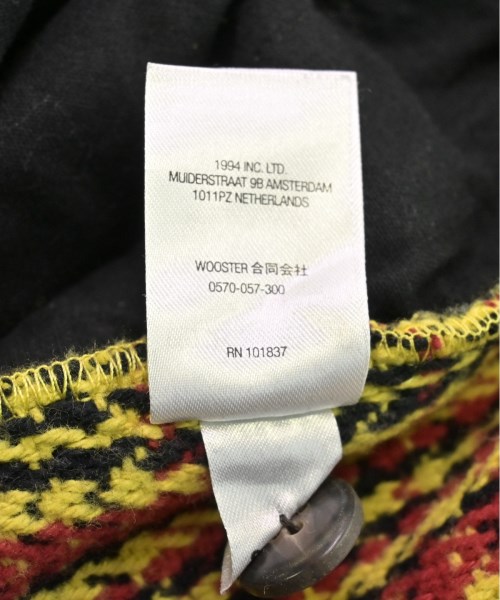 1994 INC. LTD.
MUIDERSTRAAT 9B AMSTERDAM
1011PZ NETHERLANDS
WOOSTER 合同会社
0570-057-300
RN 101837